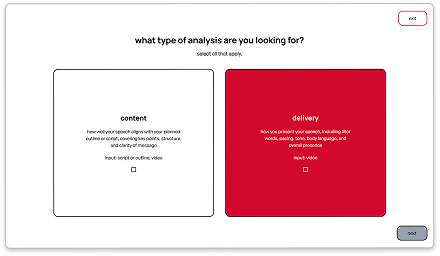 exit
what type of analysis are you looking for?
select all that apply.
content
how well your speech aligns with your planned
outline or script, covering key points, structure,
and clarity of message
input: script or outline, video
delivery
how you present your speech, including filler
words, pacing, tone, body language, and
overall presence
input: video
next